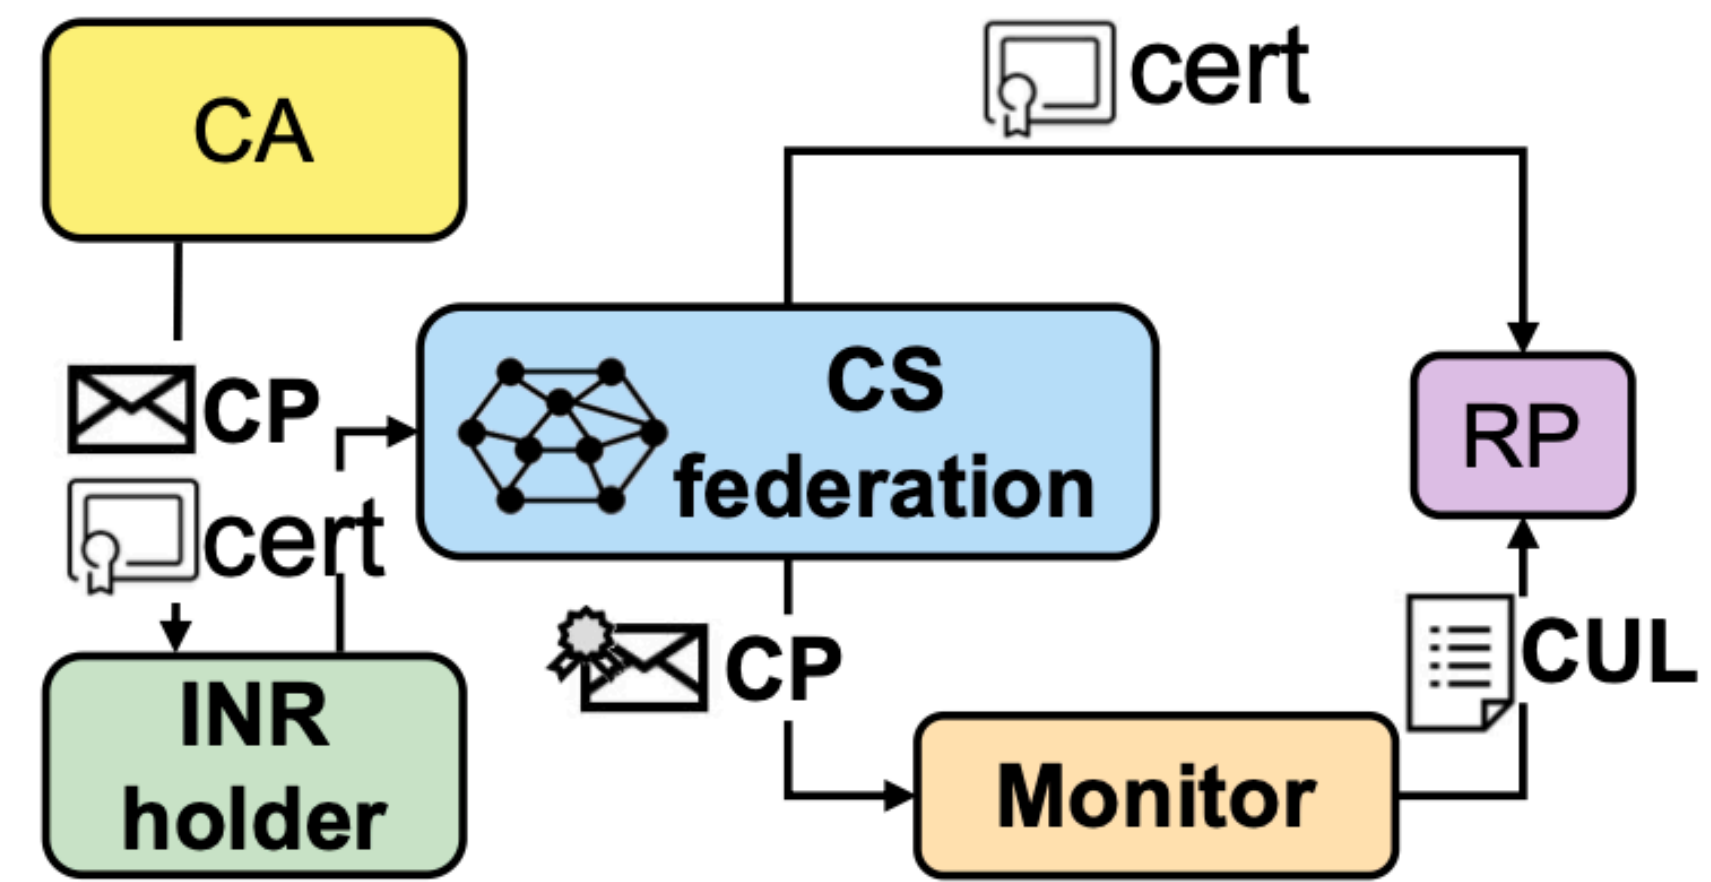 CA
cert
CP
cert
CS
federation
RP
INR
holder
CP
CUL
Monitor